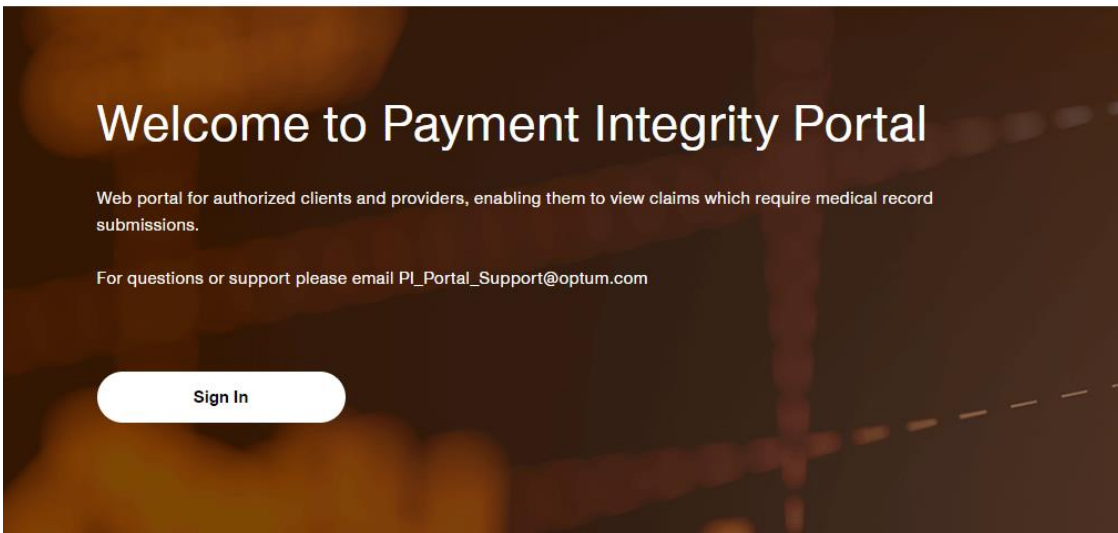 Welcome to Payment Integrity Portal
Web portal for authorized clients and providers, enabling them to view claims which require medical record
submissions.
For questions or support please email PI_Portal_Support@optum.com
Sign In